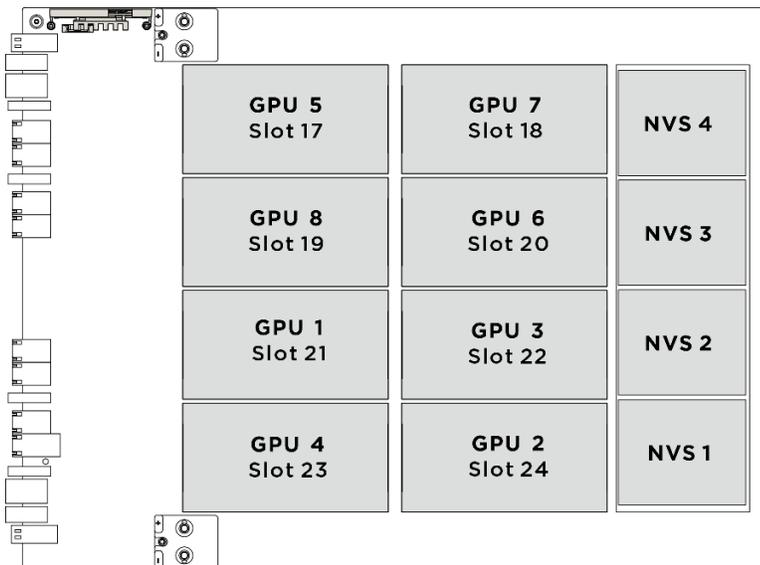 GPU 5
Slot 17
GPU 7
Slot 18
NVS 4
GPU 8
Slot 19
GPU 6
Slot 20
NVS 3
GPU 1
Slot 21
GPU 3
Slot 22
NVS 2
GPU 4
Slot 23
GPU 2
Slot 24
NVS 1